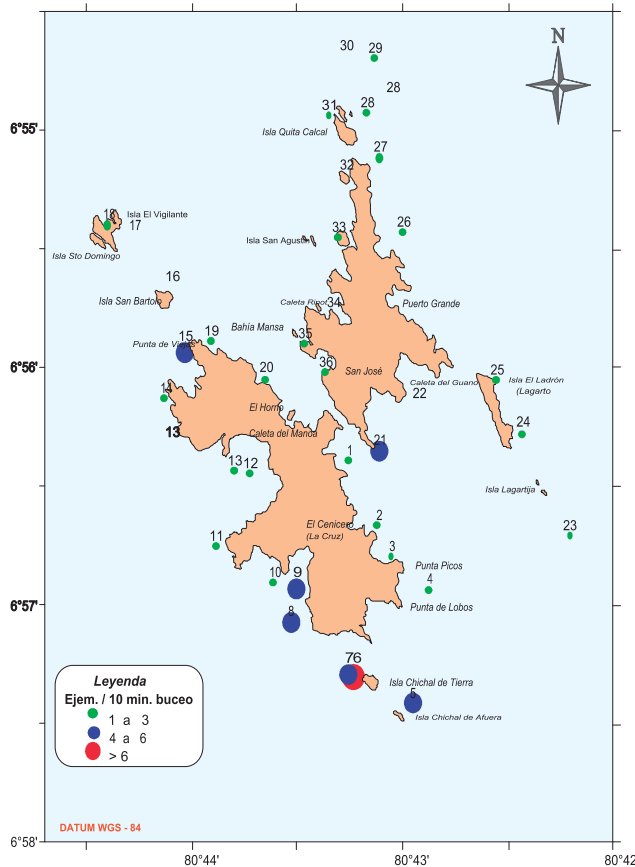 30
29
N
28
28
31
6°55'
Isla Quita Calcal
27
32
18
Isla El Vigilante
17
26
33
Isla San Agustin
Isla Sto Domingo
16
Isla San Bartolo
Caleta Ripot
34
Puerto Grande
Bahía Mansa
19
15
Punta de Viejas
35
6°56'
36
San José
20
25
Isla El Ladrón
(Lagarto
Caleta del Guano
14
22
El Horno
24
13
Caleta del Manoa
21
1
13
12
Isla Lagartija
2
23
El Cenicero
(La Cruz)
11
3
Punta Picos
10
9
4
6°57'
Punta de Lobos
8
76
Isla Chichal de Tierra
5
Isla Chichal de Afuera
Leyenda
Ejem. / 10 min. buceo
1 a 3
4 a 6
> 6
DATUM WGS - 84
6°58'
80°44'
80°43'
80°42